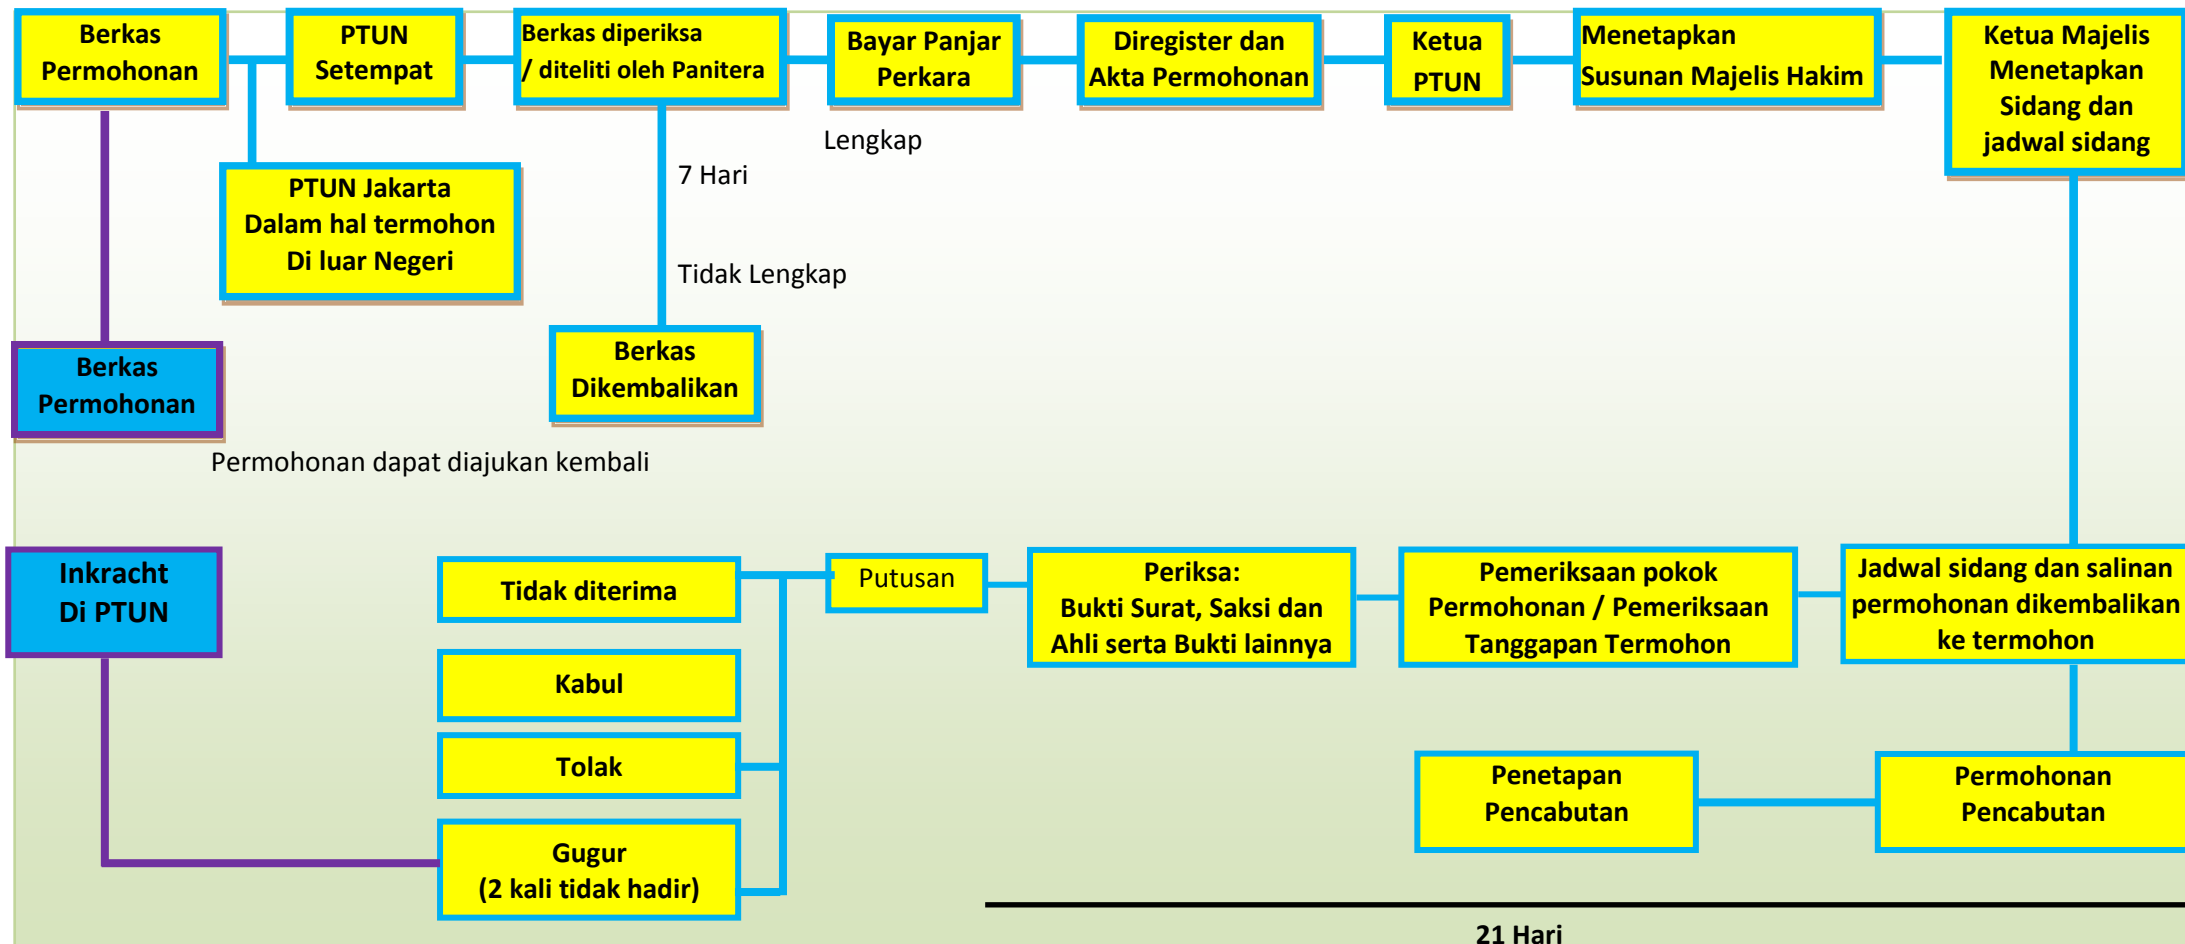 Berkas
Permohonan
PTUN
Setempat
Berkas diperiksa
/ diteliti oleh Panitera
Bayar Panjar
Perkara
Diregister dan
Akta Permohonan
Ketua
PTUN
Menetapkan
Susunan Majelis Hakim
Ketua Majelis
Menetapkan
Sidang dan
jadwal sidang
Lengkap
7 Hari
PTUN Jakarta
Dalam hal termohon
Di luar Negeri
Tidak Lengkap
Berkas
Dikembalikan
Berkas
Permohonan
Permohonan dapat diajukan kembali
Inkracht
Di PTUN
Tidak diterima
Kabul
Tolak
Gugur
(2 kali tidak hadir)
Putusan
Periksa:
Bukti Surat, Saksi dan
Ahli serta Bukti lainnya
Pemeriksaan pokok
Permohonan / Pemeriksaan
Tanggapan Termohon
Jadwal sidang dan salinan
permohonan dikembalikan
ke termohon
Penetapan
Pencabutan
Permohonan
Pencabutan
21 Hari